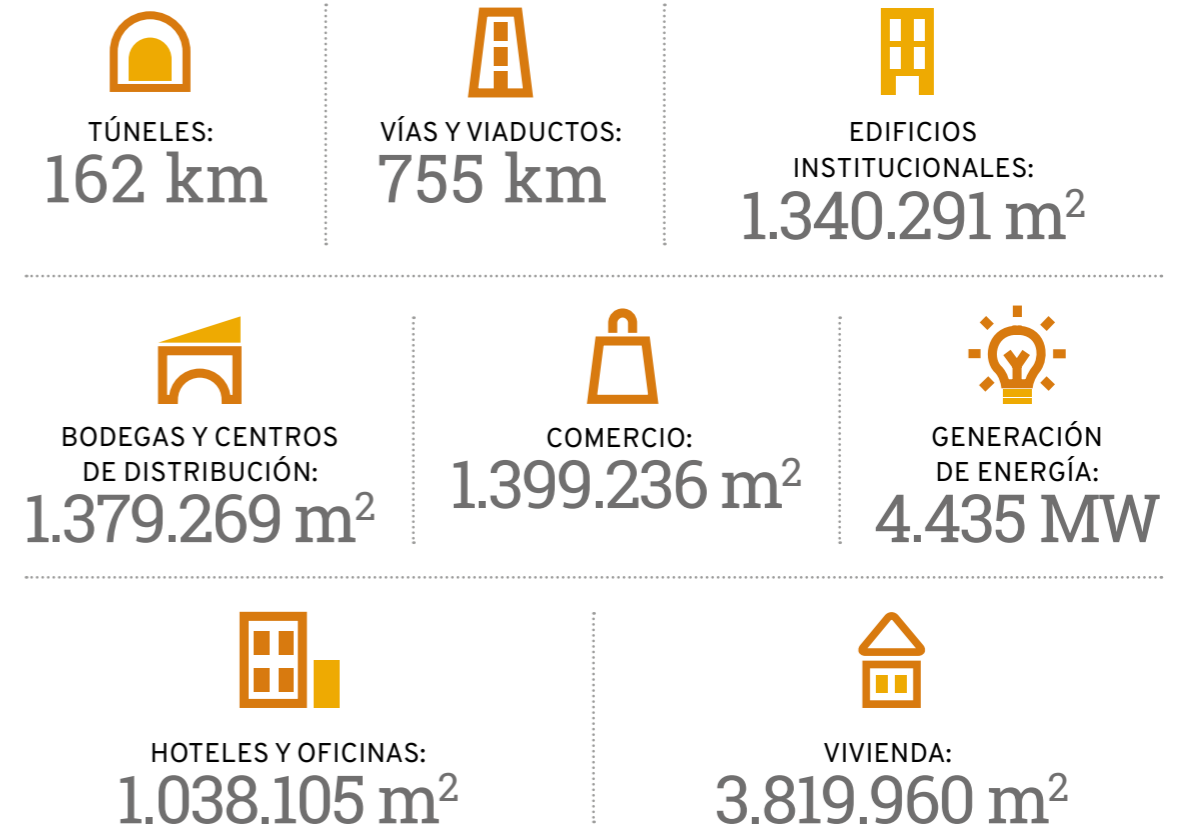 TÚNELES:
162 km
VÍAS Y VIADUCTOS:
755 km
EDIFICIOS
INSTITUCIONALES:
1.340.291 m²
BODEGAS Y CENTROS
DE DISTRIBUCIÓN:
1.379.269 m²
COMERCIO:
1.399.236 m²
GENERACIÓN
DE ENERGÍA:
4.435 MW
HOTELES Y OFICINAS:
1.038.105 m²
VIVIENDA:
3.819.960 m²